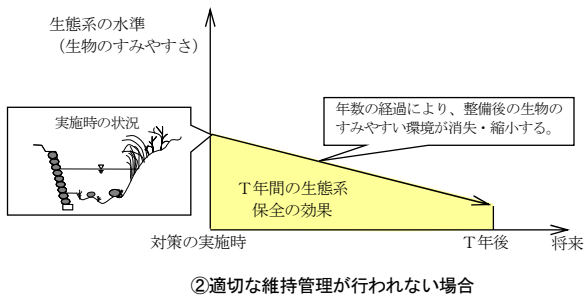 生態系の水準
（生物のすみやすさ）
実施時の状況
年数の経過により、整備後の生物の
すみやすい環境が消失・縮小する。
Ｔ年間の生態系
保全の効果
対策の実施時
Ｔ年後
将来
②適切な維持管理が行われない場合